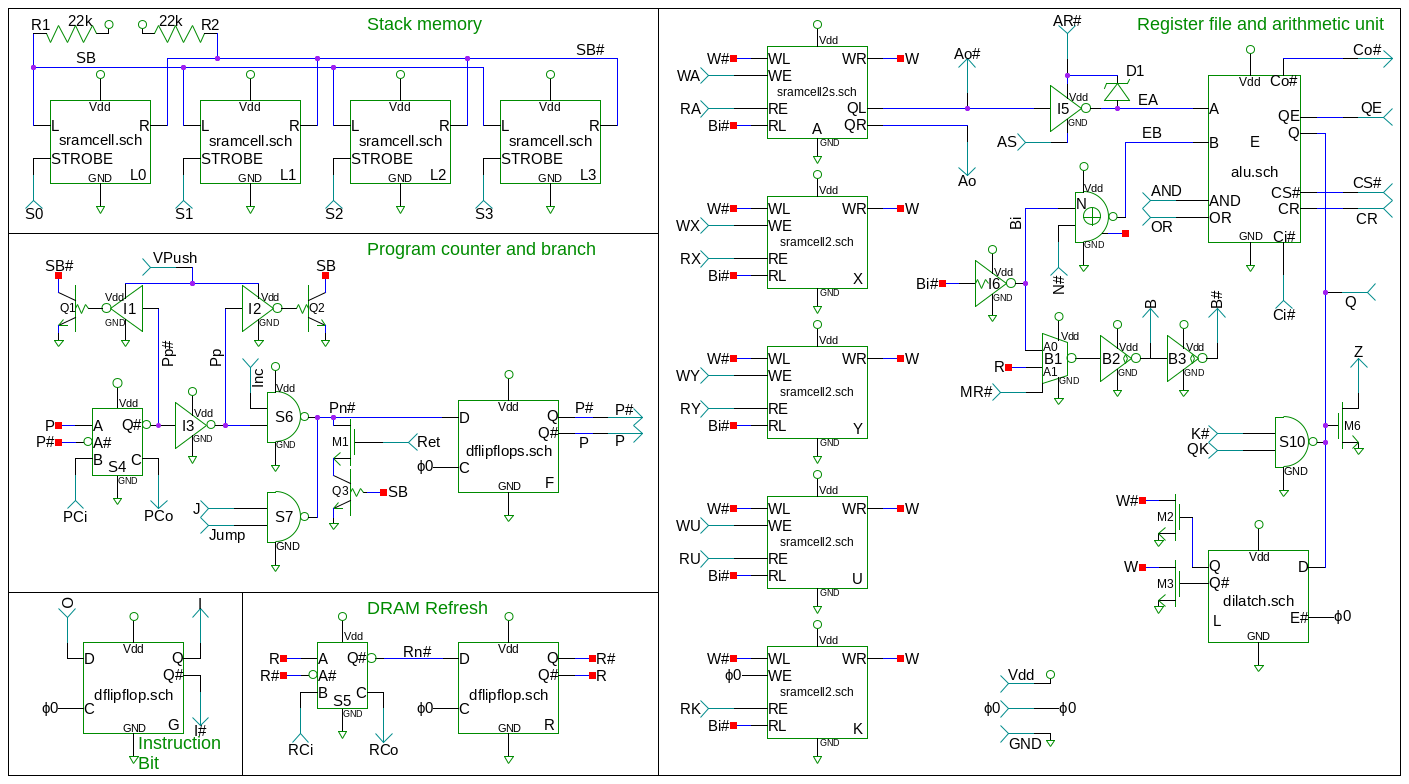 Stack memory
R1 22k 22k R2
SB SB#
Vdd Vdd Vdd Vdd
L R L R L R L R
sramcell.sch sramcell.sch sramcell.sch sramcell.sch
STROBE STROBE STROBE STROBE
GND L0 GND L1 GND L2 GND L3
S0 S1 S2 S3
Program counter and branch
SB# VPush SB
Q1 Vdd I1 I2 Vdd Q2
GND GND
Pp# Pp Inc
Vdd Vdd Vdd
P A Q# I3 S6 Pn#
P# A# GND GND
B S4 C
GND
PCi PCo
M1 Ret
Q3 SB
J S7
Jump GND
Vdd
D Q P# P#
Q# P P
dflipflops.sch
ϕ0 C
GND F
O I
Vdd
D Q
Q#
dflipflop.sch
ϕ0 C
GND G I#
Instruction
Bit
DRAM Refresh
Vdd Vdd
R A Q# Rn# D Q R#
R# A# Q# R
B C dflipflop.sch
S5 ϕ0 C
GND GND R
RCi RCo
Register file and arithmetic unit
Vdd
W# WL WR W
WA WE
sramcell2s.sch
RA RE QL
Bi# RL QR
A
GND
Ao#
Ao
AR#
D1
I5 Vdd
GND
AS
EA
EB
Vdd Co# Co#
A QE QE
Q
B E
alu.sch
AND AND CS# CS#
OR OR CR CR
GND Ci#
Ci#
Vdd
W# WL WR W
WX WE
sramcell2.sch
RX RE
Bi# RL X
GND
Vdd
N
GND
Bi N#
Bi# I6 Vdd
GND
Q
Vdd
W# WL WR W
WY WE
sramcell2.sch
RY RE
Bi# RL Y
GND
A0 Vdd
R B1
A1 GND
MR#
B2 Vdd B3 Vdd
GND GND
B B#
Z
M6
K# S10
QK
GND
Vdd
W# WL WR W
WU WE
sramcell2.sch
RU RE
Bi# RL U
GND
W# M2
W M3
Vdd
Q D
Q#
dilatch.sch
L E# ϕ0
GND
Vdd
W# WL WR W
ϕ0 WE
sramcell2.sch
RK RE
Bi# RL K
GND
Vdd
ϕ0 ϕ0
GND